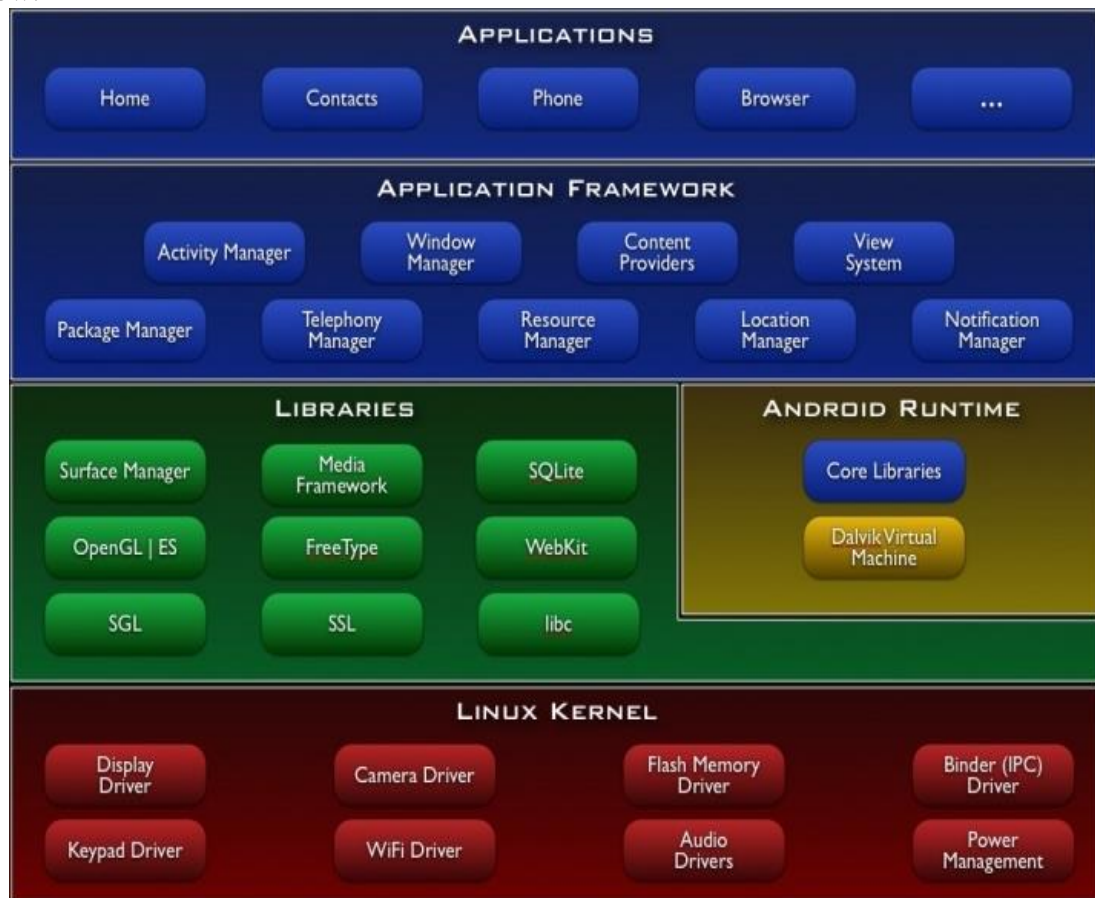 APPLICATIONS
Home
Contacts
Phone
Browser
...
APPLICATION FRAMEWORK
Activity Manager
Window
Manager
Content
Providers
View
System
Package Manager
Telephony
Manager
Resource
Manager
Location
Manager
Notification
Manager
LIBRARIES
Surface Manager
Media
Framework
SQLite
OpenGL | ES
FreeType
WebKit
SGL
SSL
libc
ANDROID RUNTIME
Core Libraries
Dalvik Virtual
Machine
LINUX KERNEL
Display
Driver
Camera Driver
Flash Memory
Driver
Binder (IPC)
Driver
Keypad Driver
WiFi Driver
Audio
Drivers
Power
Management